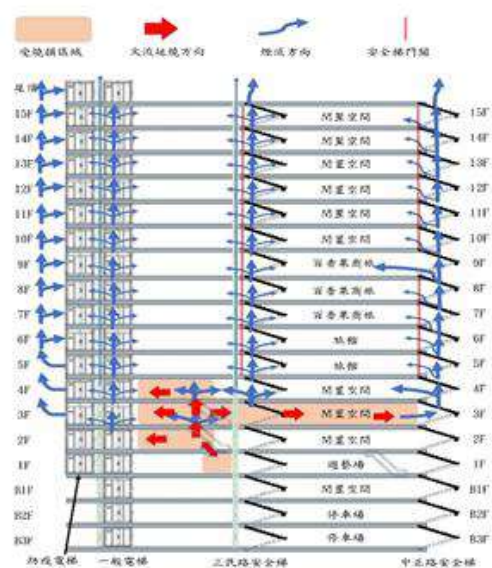 受燒損區域 火流延燒方向 煙流方向 安全梯門關
屋頂
15F 閒置空間 15F
14F 閒置空間 14F
13F 閒置空間 13F
12F 閒置空間 12F
11F 閒置空間 11F
10F 閒置空間 10F
9F 百香果商旅 9F
8F 百香果商旅 8F
7F 百香果商旅 7F
6F 旅館 6F
5F 旅館 5F
4F 閒置空間 4F
3F 閒置空間 3F
2F 閒置空間 2F
1F 遊藝場 1F
B1F 閒置空間 B1F
B2F 停車場 B2F
B3F 停車場 B3F
防煙電梯 一般電梯 三民路安全梯 中正路安全梯